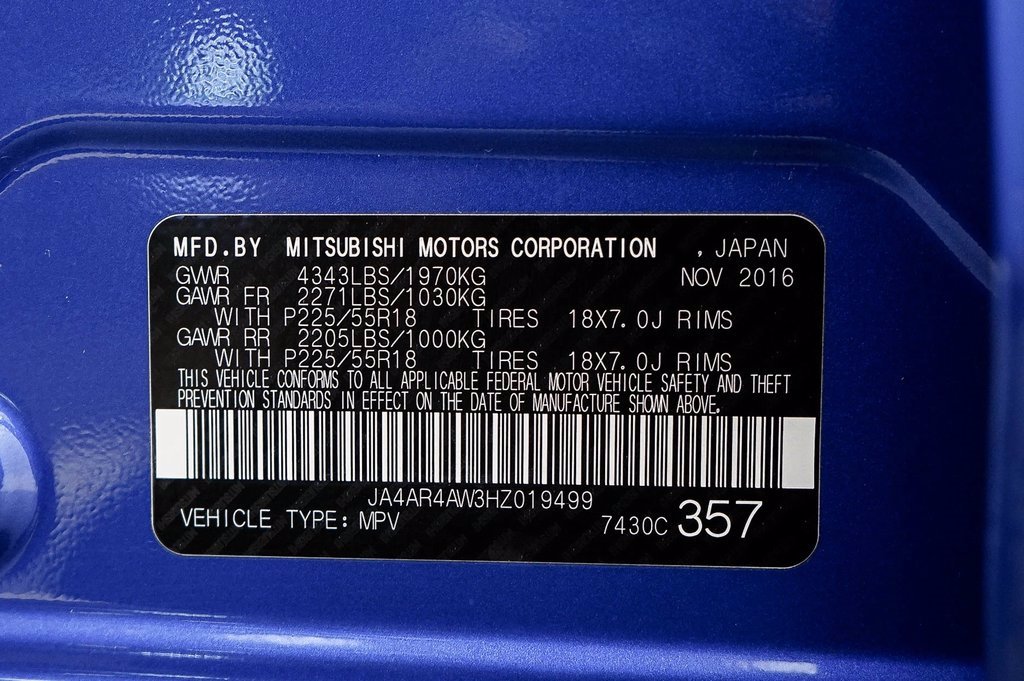 MFD.BY MITSUBISHI MOTORS CORPORATION , JAPAN
GVWR 4343LBS/1970KG NOV 2016
GAWR FR 2271LBS/1030KG
WITH P225/55R18 TIRES 18X7.0J RIMS
GAWR RR 2205LBS/1000KG
WITH P225/55R18 TIRES 18X7.0J RIMS
THIS VEHICLE CONFORMS TO ALL APPLICABLE FEDERAL MOTOR VEHICLE SAFETY AND THEFT
PREVENTION STANDARDS IN EFFECT ON THE DATE OF MANUFACTURE SHOWN ABOVE.
JA4AR4AW3HZ019499
VEHICLE TYPE: MPV 7430C 357